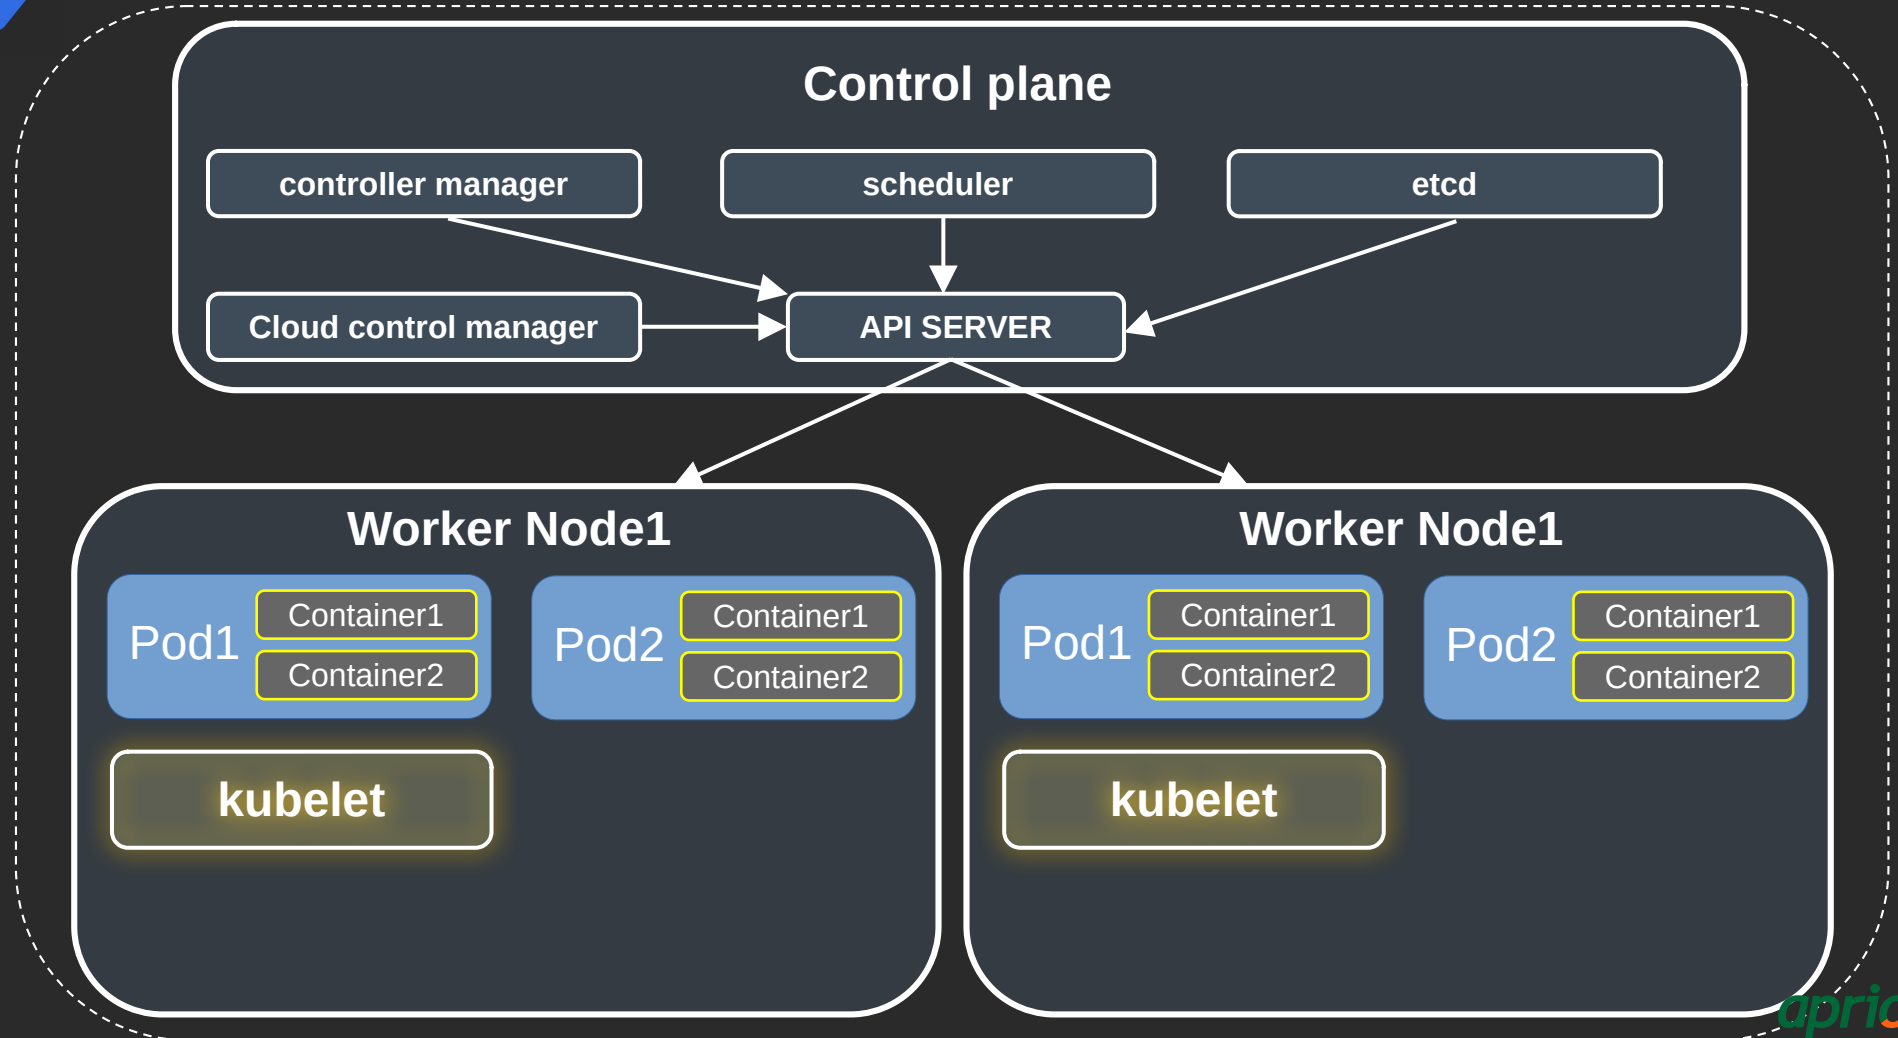 Control plane
controller manager
scheduler
etcd
Cloud control manager
API SERVER
Worker Node1
Pod1
Container1
Container2
Pod2
Container1
Container2
kubelet
Worker Node1
Pod1
Container1
Container2
Pod2
Container1
Container2
kubelet